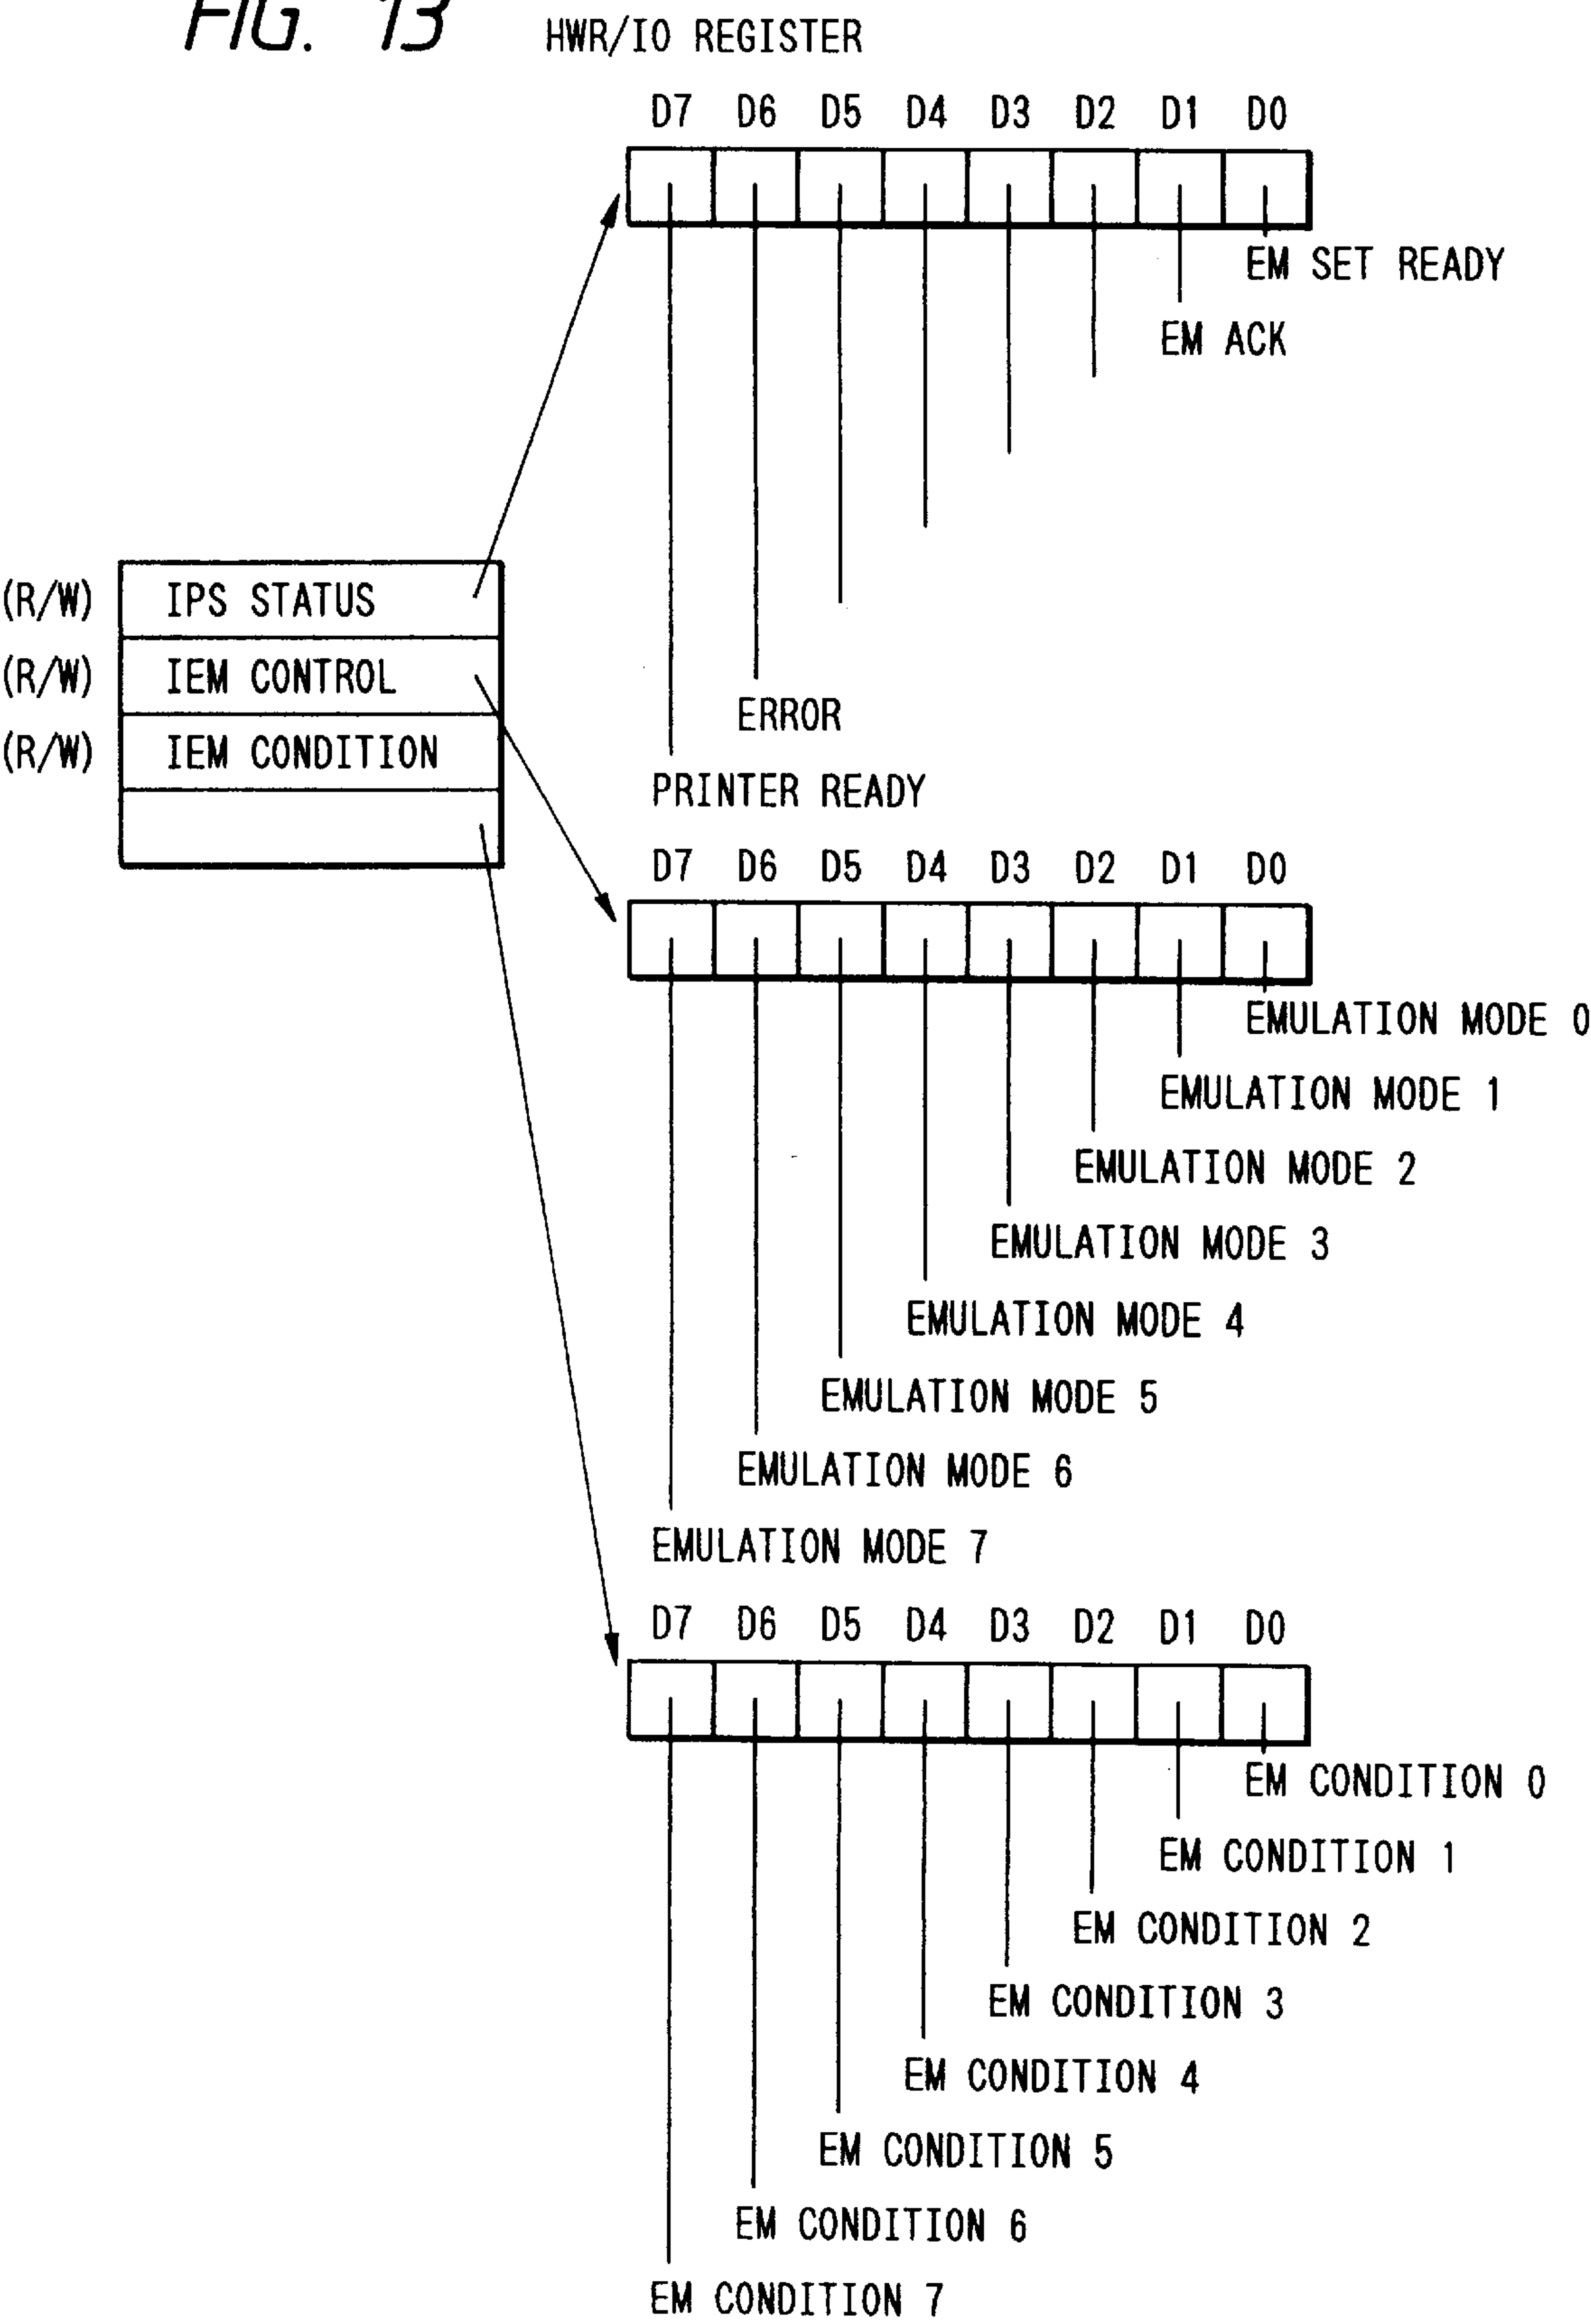 FIG. 13
HWR/IO REGISTER
D7 D6 D5 D4 D3 D2 D1 D0
EM SET READY
EM ACK
(R/W) IPS STATUS
(R/W) IEM CONTROL
(R/W) IEM CONDITION
ERROR
PRINTER READY
D7 D6 D5 D4 D3 D2 D1 D0
EMULATION MODE 0
EMULATION MODE 1
EMULATION MODE 2
EMULATION MODE 3
EMULATION MODE 4
EMULATION MODE 5
EMULATION MODE 6
EMULATION MODE 7
D7 D6 D5 D4 D3 D2 D1 D0
EM CONDITION 0
EM CONDITION 1
EM CONDITION 2
EM CONDITION 3
EM CONDITION 4
EM CONDITION 5
EM CONDITION 6
EM CONDITION 7